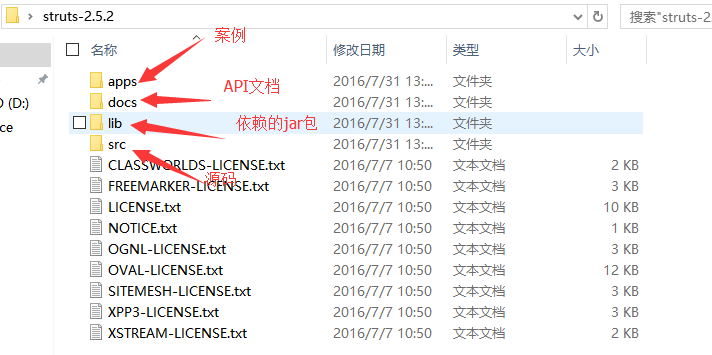 struts-2.5.2
搜索"struts-2.5
案例
名称 修改日期 类型 大小
O (D:)
apps 2016/7/31 13:... 文件夹
API文档
docs 2016/7/31 13:... 文件夹
ce
lib 2016/7/31 13:... 文件夹
依赖的jar包
src 2016/7/31 13:... 文件夹
源码
CLASSWORLDS-LICENSE.txt 2016/7/7 10:50 文本文档 2 KB
FREEMARKER-LICENSE.txt 2016/7/7 10:50 文本文档 3 KB
LICENSE.txt 2016/7/7 10:50 文本文档 10 KB
NOTICE.txt 2016/7/7 10:50 文本文档 1 KB
OGNL-LICENSE.txt 2016/7/7 10:50 文本文档 3 KB
OVAL-LICENSE.txt 2016/7/7 10:50 文本文档 12 KB
SITEMESH-LICENSE.txt 2016/7/7 10:50 文本文档 3 KB
XPP3-LICENSE.txt 2016/7/7 10:50 文本文档 3 KB
XSTREAM-LICENSE.txt 2016/7/7 10:50 文本文档 2 KB